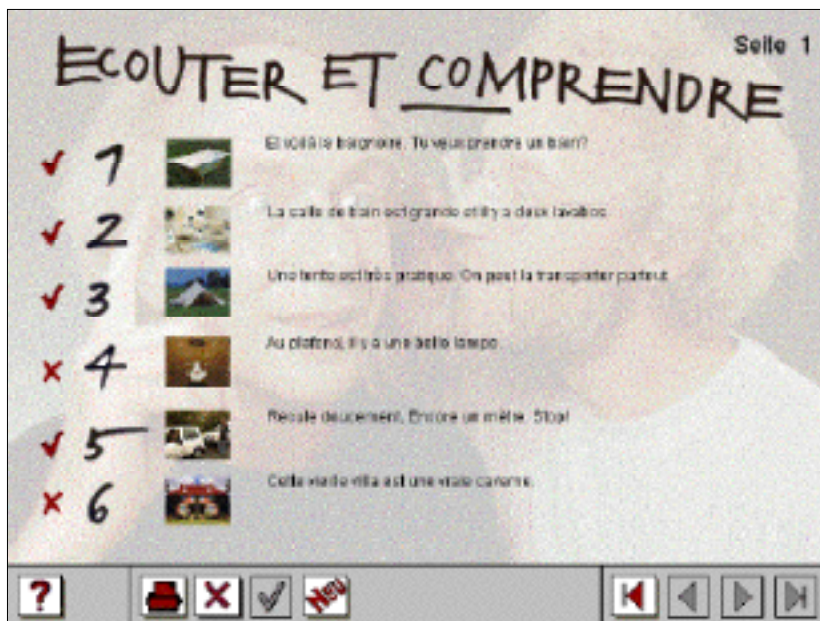 Seite 1
ECOUTER ET COMPRENDRE
1 Et voilà la baignoire. Tu veux prendre un bain?
2 La salle de bain est grande et il y a deux lavabos.
3 Une tente est très pratique. On peut la transporter partout.
4 Au plafond, il y a une belle lampe.
5 Recule doucement. Encore un mètre. Stop!
6 Cette vieille villa est une vraie caserne.
? Neu